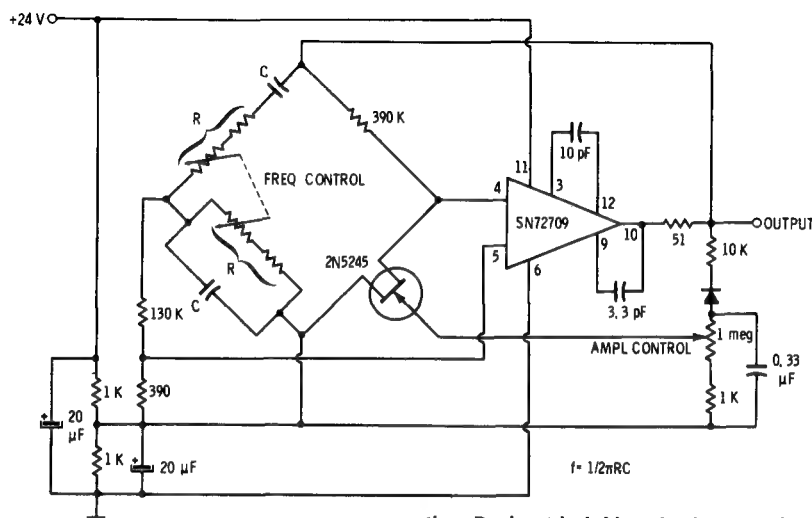 +24 V
C
R
390 K
10 pF
11
3
FREQ CONTROL
4
12
SN72709
R
2N5245
5
10
9
6
51
OUTPUT
10 K
C
3.3 pF
130 K
AMPL CONTROL
1 meg
0.33
µF
1 K
390
20
µF
1 K
1 K
20 µF
f= 1/2πRC